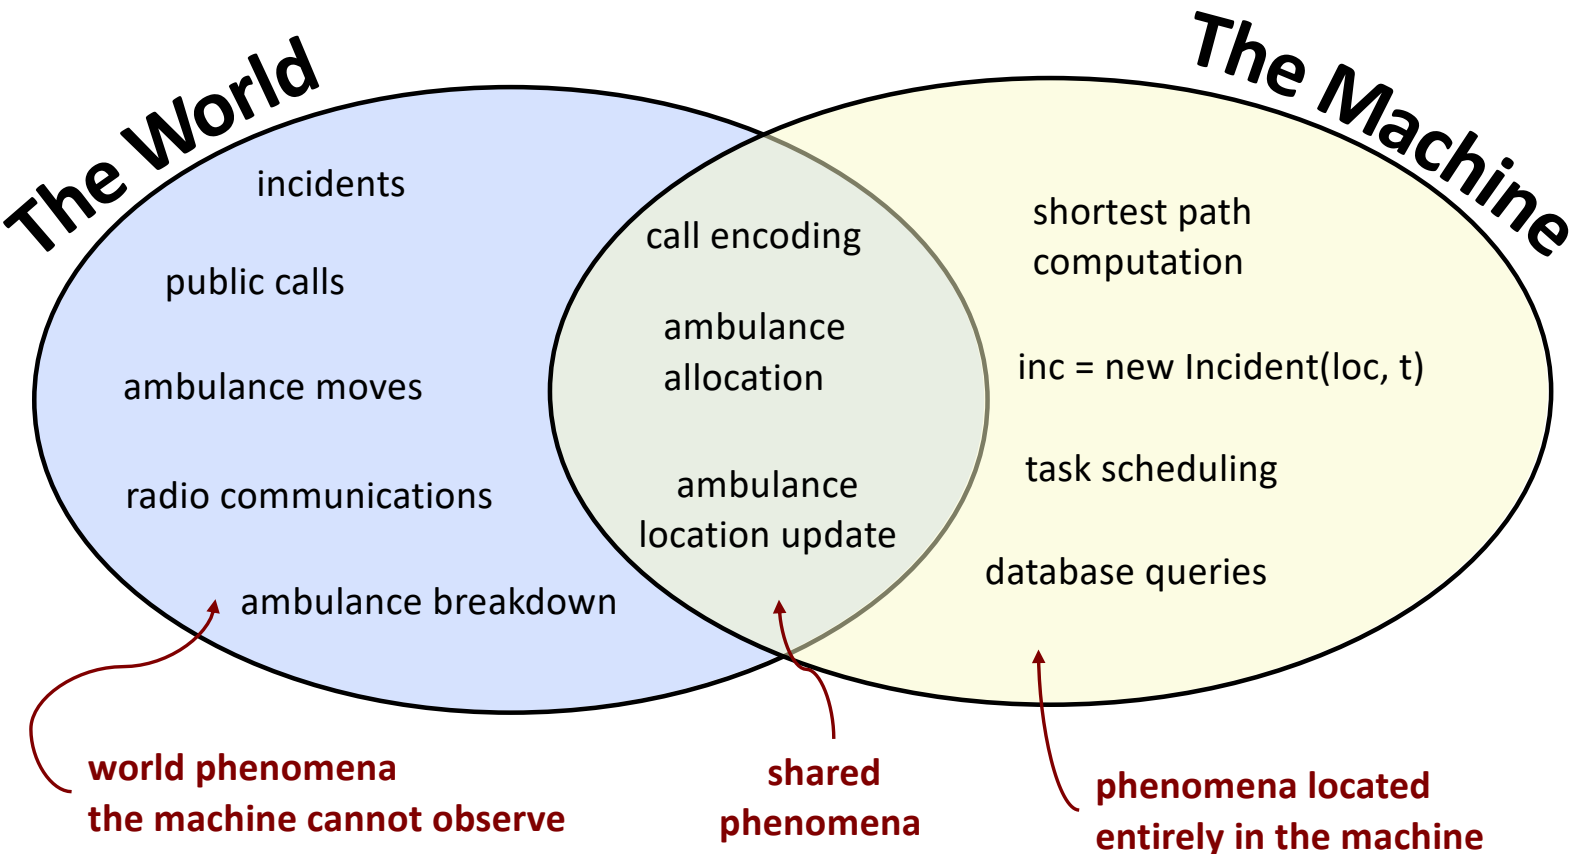 The World
The Machine
incidents
public calls
ambulance moves
radio communications
ambulance breakdown
call encoding
ambulance
allocation
ambulance
location update
shortest path
computation
inc = new Incident(loc, t)
task scheduling
database queries
world phenomena
the machine cannot observe
shared
phenomena
phenomena located
entirely in the machine